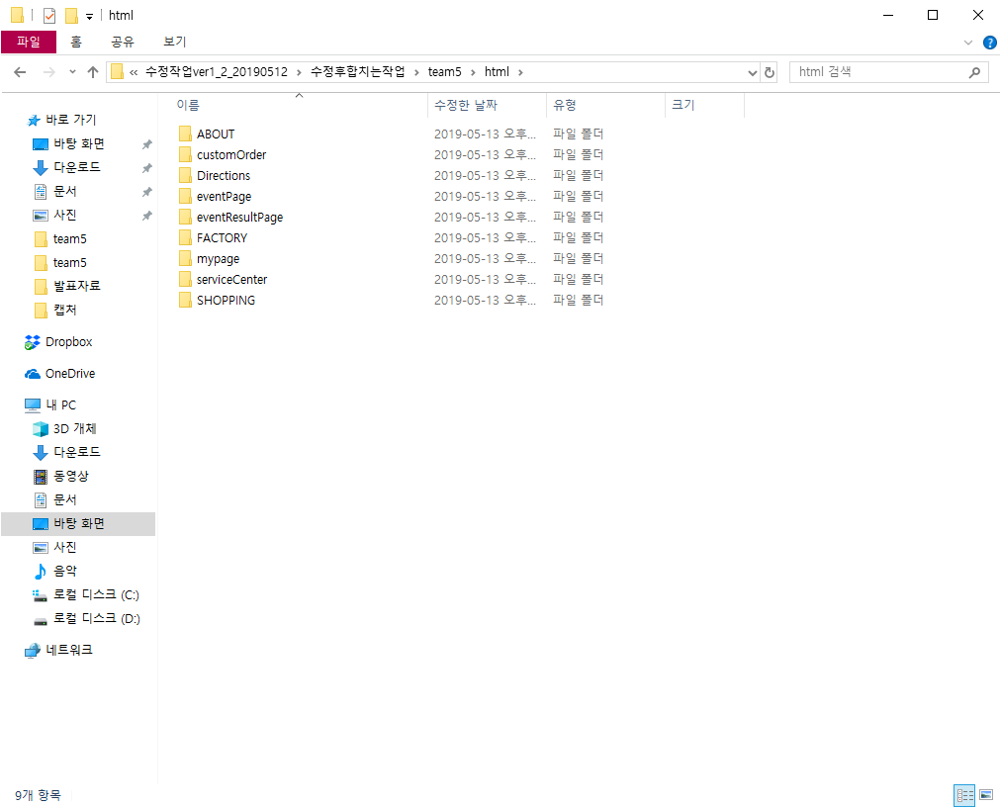 html
파일 홈 공유 보기
« 수정작업ver1_2_20190512 › 수정후합치는작업 › team5 › html ›
html 검색
바로 가기
바탕 화면
다운로드
문서
사진
team5
team5
발표자료
캡처
Dropbox
OneDrive
내 PC
3D 개체
다운로드
동영상
문서
바탕 화면
사진
음악
로컬 디스크 (C:)
로컬 디스크 (D:)
네트워크
이름 수정한 날짜 유형 크기
ABOUT 2019-05-13 오후... 파일 폴더
customOrder 2019-05-13 오후... 파일 폴더
Directions 2019-05-13 오후... 파일 폴더
eventPage 2019-05-13 오후... 파일 폴더
eventResultPage 2019-05-13 오후... 파일 폴더
FACTORY 2019-05-13 오후... 파일 폴더
mypage 2019-05-13 오후... 파일 폴더
serviceCenter 2019-05-13 오후... 파일 폴더
SHOPPING 2019-05-13 오후... 파일 폴더
9개 항목